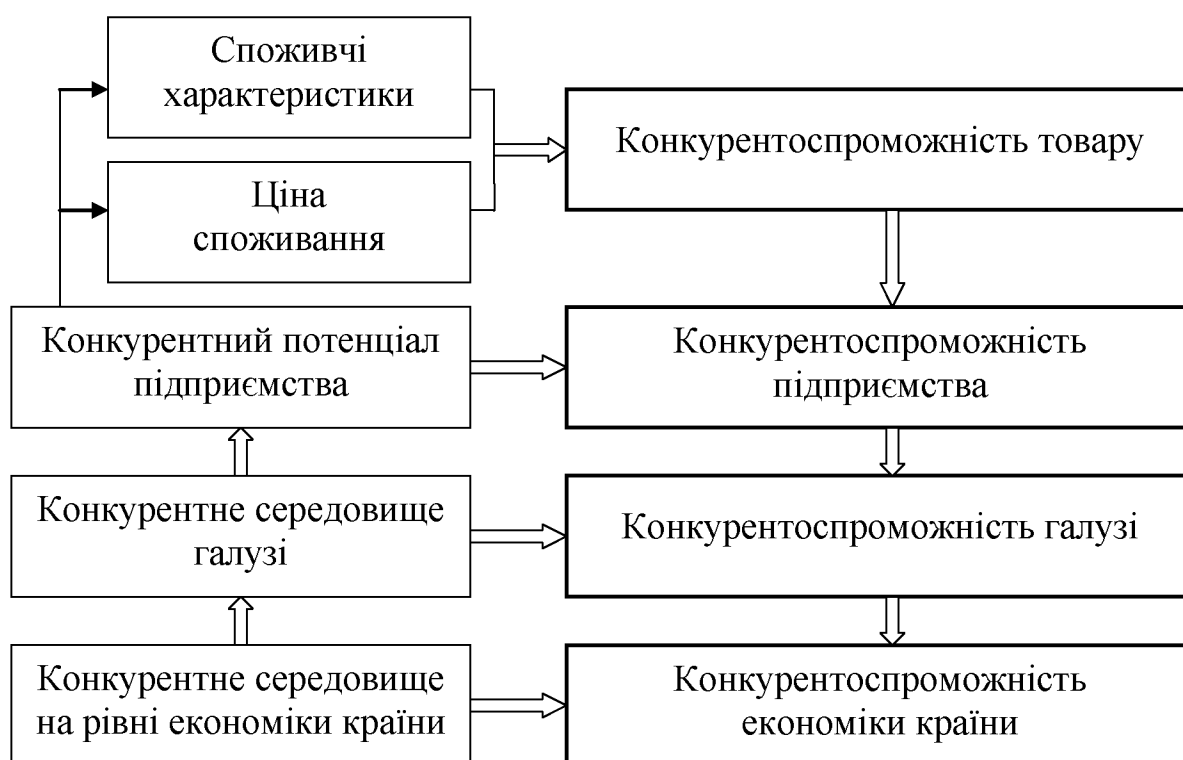 Споживчі
характеристики
Конкурентоспроможність товару
Ціна
споживання
Конкурентний потенціал
підприємства
Конкурентоспроможність
підприємства
Конкурентне середовище
галузі
Конкурентоспроможність галузі
Конкурентне середовище
на рівні економіки країни
Конкурентоспроможність
економіки країни